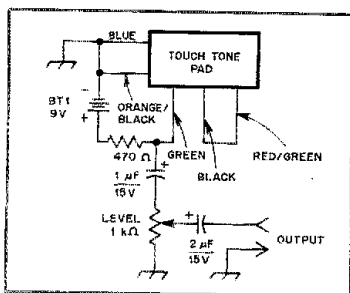 BLUE
TOUCH TONE
PAD
BT1
9V
−
+
ORANGE/
BLACK
470 Ω
GREEN
BLACK
RED/GREEN
+
1 µF
15V
LEVEL
1 kΩ
+
2 µF
15V
OUTPUT